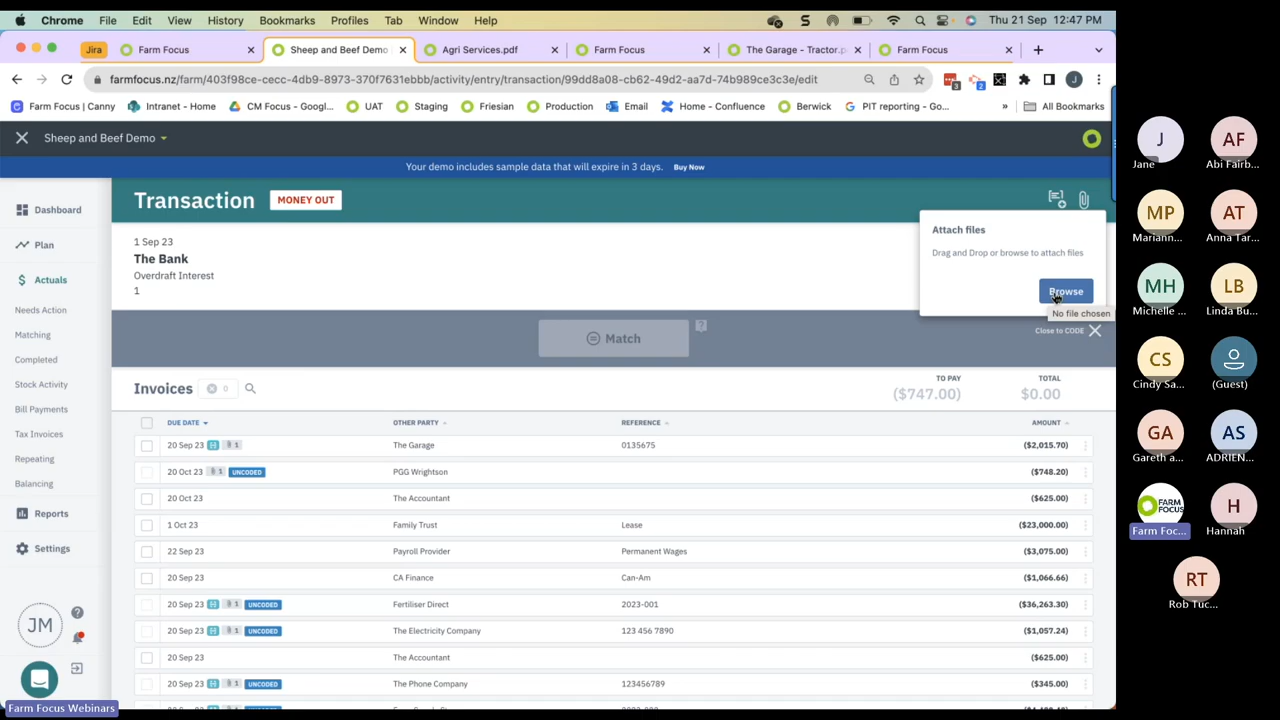 Chrome File Edit View History Bookmarks Profiles Tab Window Help Thu 21 Sep 12:47 PM
Jira Farm Focus Sheep and Beef Demo Agri Services.pdf Farm Focus The Garage - Tractor.p Farm Focus
farmfocus.nz/farm/403f98ce-cecc-4db9-8973-370f7631ebbb/activity/entry/transaction/99dd8a08-cb62-49d2-aa7d-74b989ce3c3e/edit 3 2 J
Farm Focus | Canny Intranet - Home CM Focus - Googl... UAT Staging Friesian Production Email Home - Confluence Berwick PIT reporting - Go... » All Bookmarks
Sheep and Beef Demo
Your demo includes sample data that will expire in 3 days. Buy Now
Dashboard
Plan
Actuals
Needs Action
Matching
Completed
Stock Activity
Bill Payments
Tax Invoices
Repeating
Balancing
Reports
Settings
JM
Transaction MONEY OUT
1 Sep 23
The Bank
Overdraft Interest
1
Attach files
Drag and Drop or browse to attach files
Browse
No file chosen
Close to CODE
Match ?
Invoices 0
TO PAY TOTAL
($747.00) $0.00
DUE DATE OTHER PARTY REFERENCE AMOUNT
20 Sep 23 1 The Garage 0135675 ($2,015.70)
20 Oct 23 1 UNCODED PGG Wrightson ($748.20)
20 Oct 23 The Accountant ($625.00)
1 Oct 23 Family Trust Lease ($23,000.00)
22 Sep 23 Payroll Provider Permanent Wages ($3,075.00)
20 Sep 23 CA Finance Can-Am ($1,066.66)
20 Sep 23 1 UNCODED Fertiliser Direct 2023-001 ($36,263.30)
20 Sep 23 1 UNCODED The Electricity Company 123 456 7890 ($1,057.24)
20 Sep 23 The Accountant ($625.00)
20 Sep 23 1 UNCODED The Phone Company 123456789 ($345.00)
Farm Focus Webinars
J AF
Jane Abi Fairb...
MP AT
Mariann... Anna Tar...
MH LB
Michelle ... Linda Bu...
CS
Cindy Sa... (Guest)
GA AS
Gareth a... ADRIEN...
FARM FOCUS H
Farm Foc... Hannah
RT
Rob Tuc...